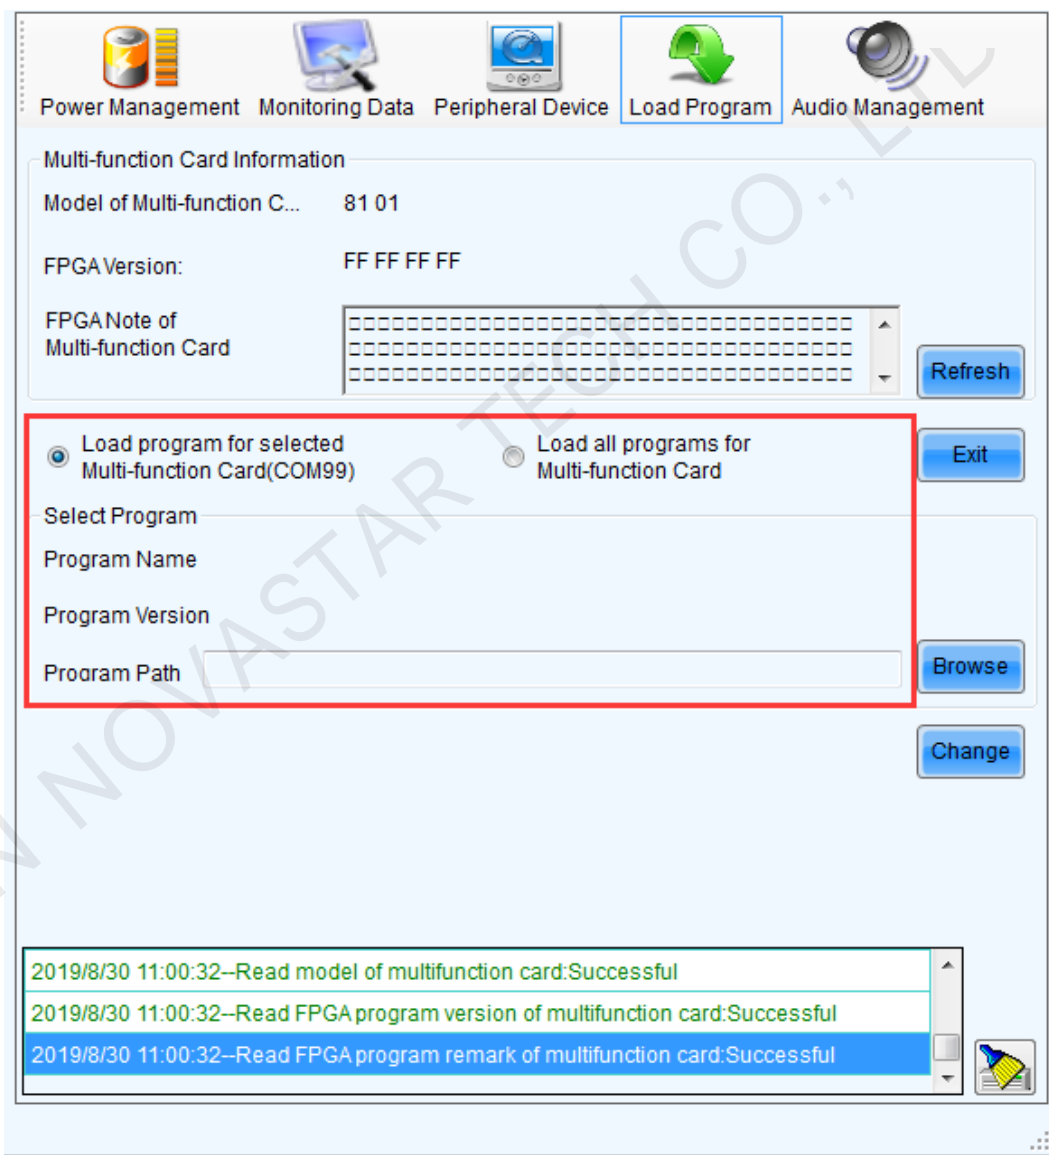 Power Management Monitoring Data Peripheral Device Load Program Audio Management
Multi-function Card Information
Model of Multi-function C... 81 01
FPGA Version: FF FF FF FF
FPGA Note of
Multi-function Card
Refresh
Load program for selected
Multi-function Card(COM99)
Load all programs for
Multi-function Card
Exit
Select Program
Program Name
Program Version
Program Path
Browse
Change
2019/8/30 11:00:32--Read model of multifunction card:Successful
2019/8/30 11:00:32--Read FPGA program version of multifunction card:Successful
2019/8/30 11:00:32--Read FPGA program remark of multifunction card:Successful
N NOVASTAR TECH CO., LTD